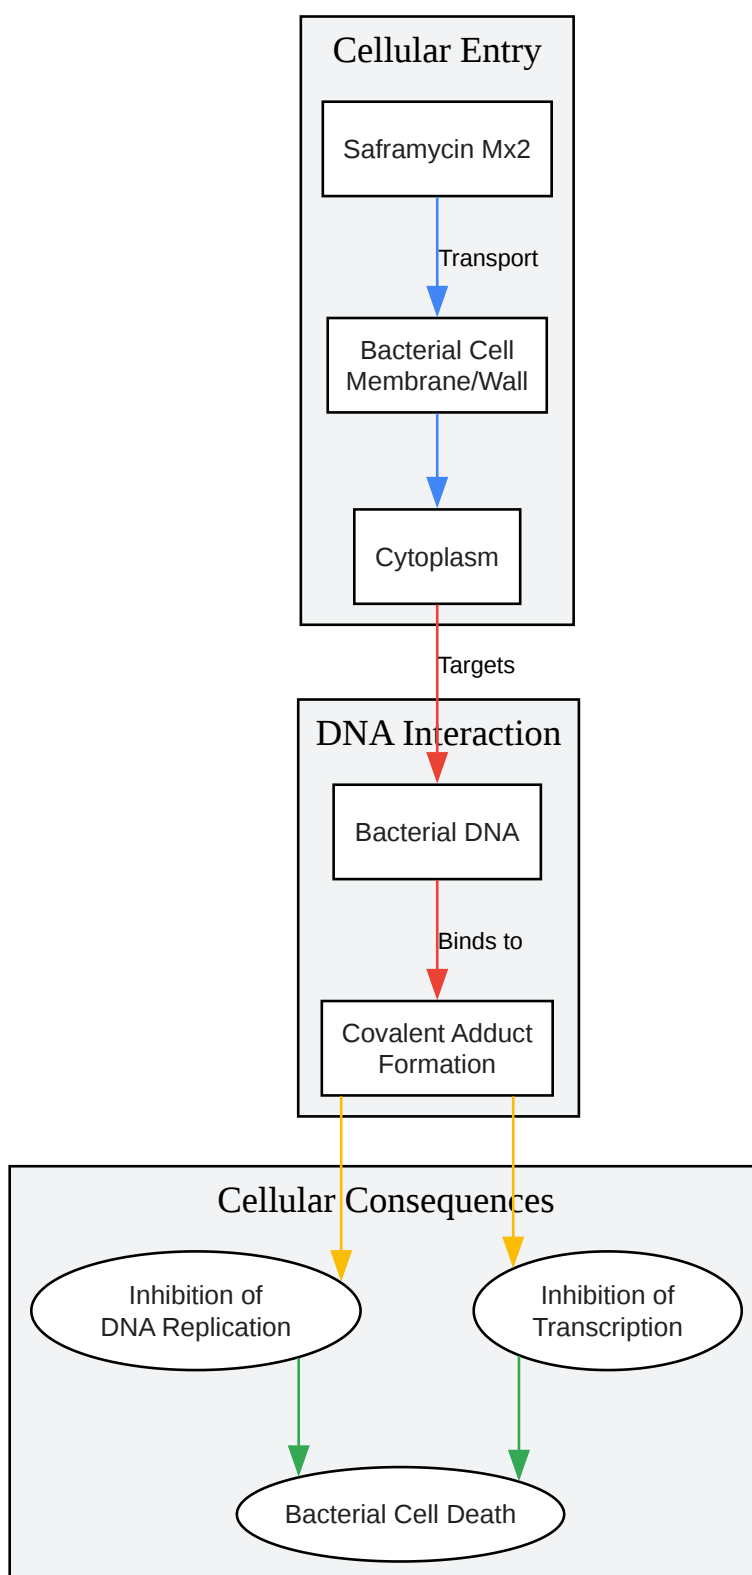 Cellular Entry
Saframycin Mx2
Transport
Bacterial Cell
Membrane/Wall
Cytoplasm
Targets
DNA Interaction
Bacterial DNA
Binds to
Covalent Adduct
Formation
Cellular Consequences
Inhibition of
DNA Replication
Inhibition of
Transcription
Bacterial Cell Death